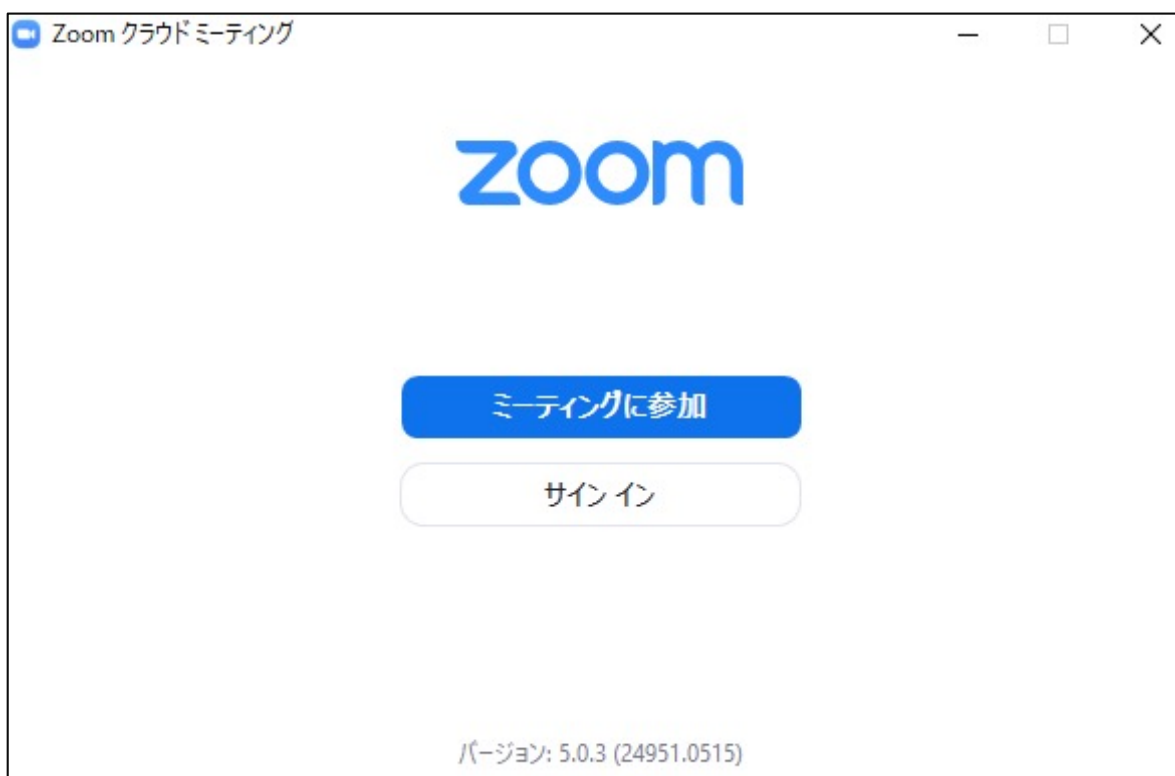 Zoom クラウド ミーティング
zoom
ミーティングに参加
サイン イン
バージョン: 5.0.3 (24951.0515)